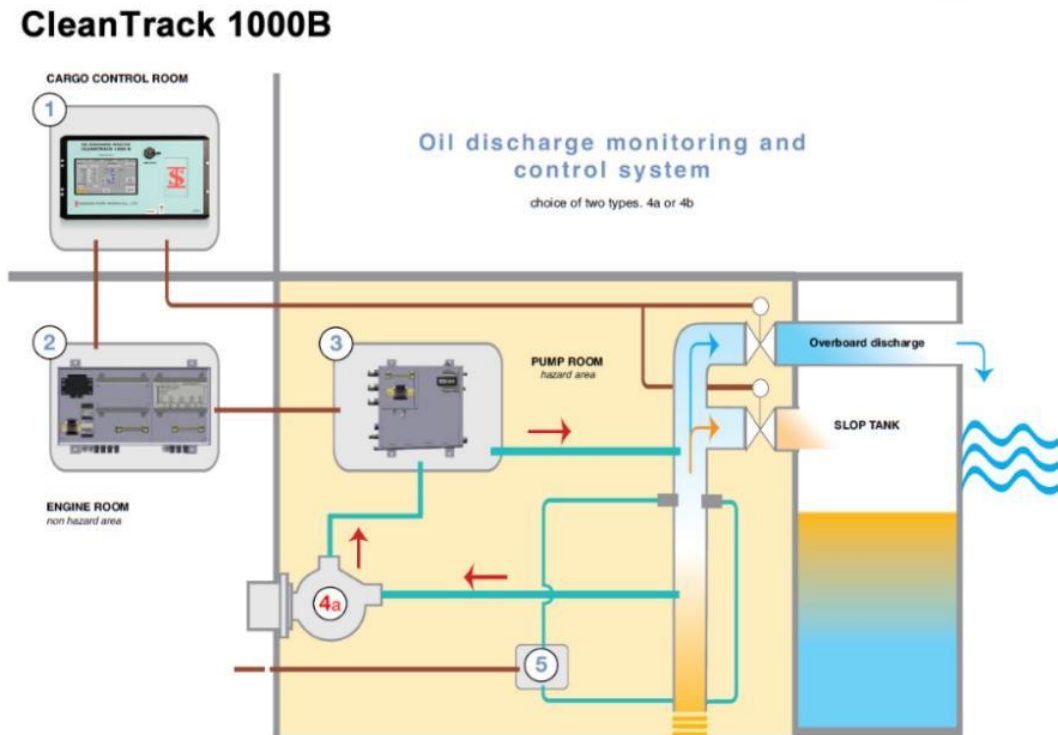 CleanTrack 1000B
CARGO CONTROL ROOM
1
Oil discharge monitoring and
control system
choice of two types. 4a or 4b
2
3
PUMP ROOM
hazard area
Overboard discharge
SLOP TANK
ENGINE ROOM
non hazard area
4a
5